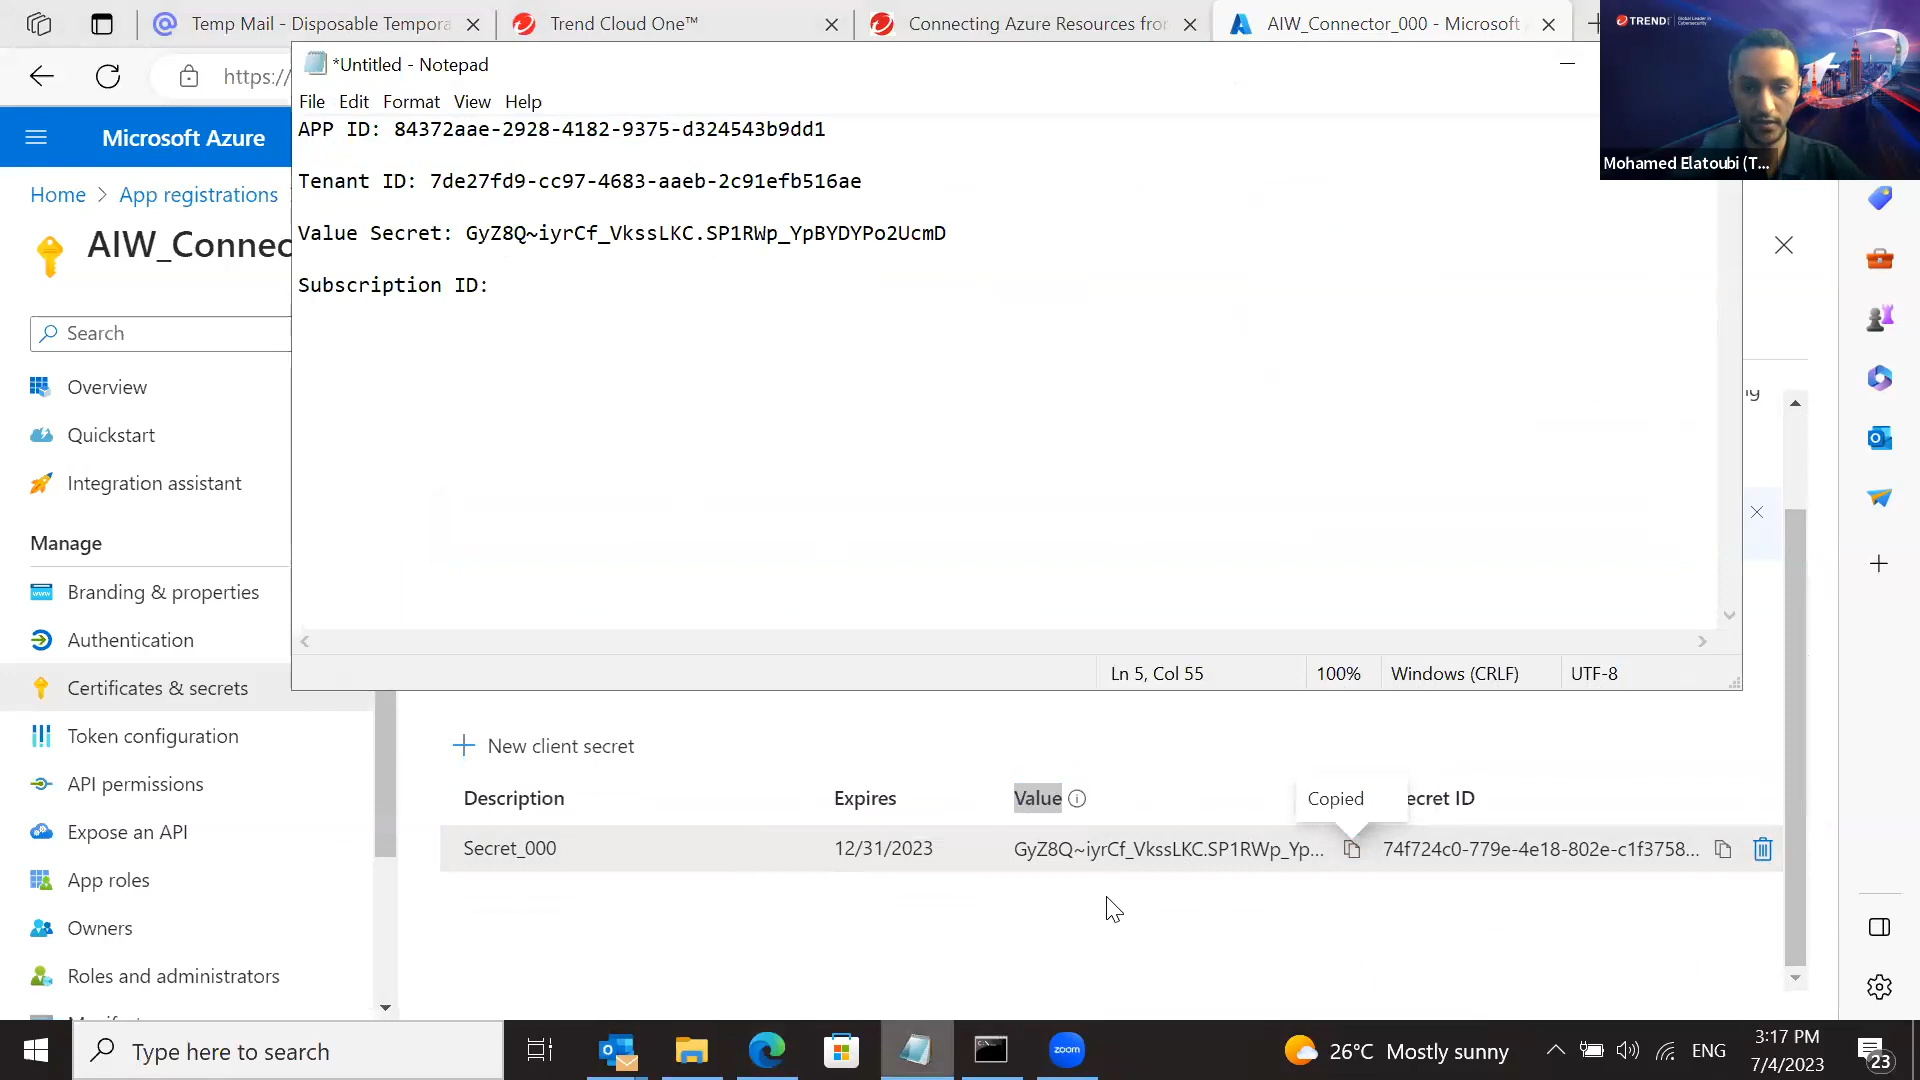 Temp Mail - Disposable Tempora
Trend Cloud One™
Connecting Azure Resources fror
AIW_Connector_000 - Microsoft
https://
*Untitled - Notepad
File Edit Format View Help
APP ID: 84372aae-2928-4182-9375-d324543b9dd1
Tenant ID: 7de27fd9-cc97-4683-aaeb-2c91efb516ae
Value Secret: GyZ8Q~iyrCf_VkssLKC.SP1RWp_YpBYDYPo2UcmD
Subscription ID:
Ln 5, Col 55
100%
Windows (CRLF)
UTF-8
TREND
Mohamed Elatoubi (T...
Microsoft Azure
Home > App registrations
AIW_Connec
Search
Overview
Quickstart
Integration assistant
Manage
Branding & properties
Authentication
Certificates & secrets
Token configuration
API permissions
Expose an API
App roles
Owners
Roles and administrators
New client secret
Description Expires Value Copied ecret ID
Secret_000 12/31/2023 GyZ8Q~iyrCf_VkssLKC.SP1RWp_Yp... 74f724c0-779e-4e18-802e-c1f3758...
Type here to search
zoom
26°C Mostly sunny
ENG
3:17 PM
7/4/2023
23